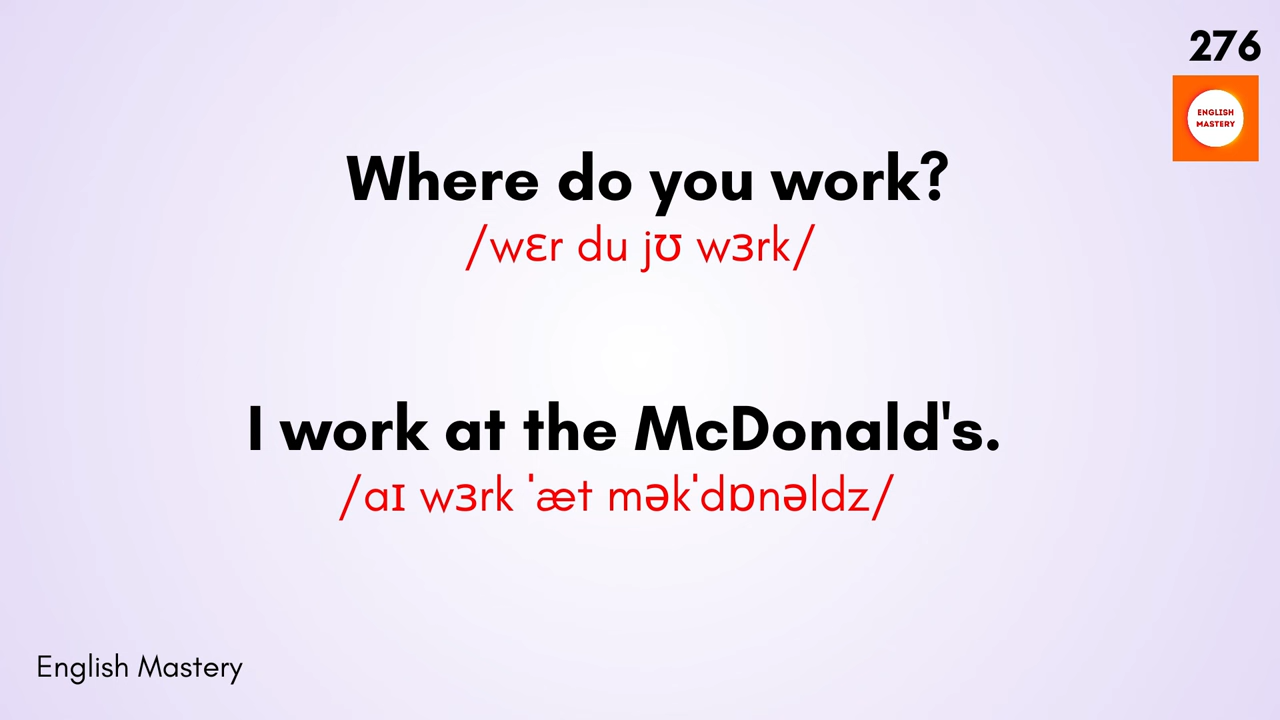 276
ENGLISH
MASTERY
Where do you work?
/wɛr du jʊ wɜrk/
I work at the McDonald's.
/aɪ wɜrk ˈæt məkˈdɒnəldz/
English Mastery